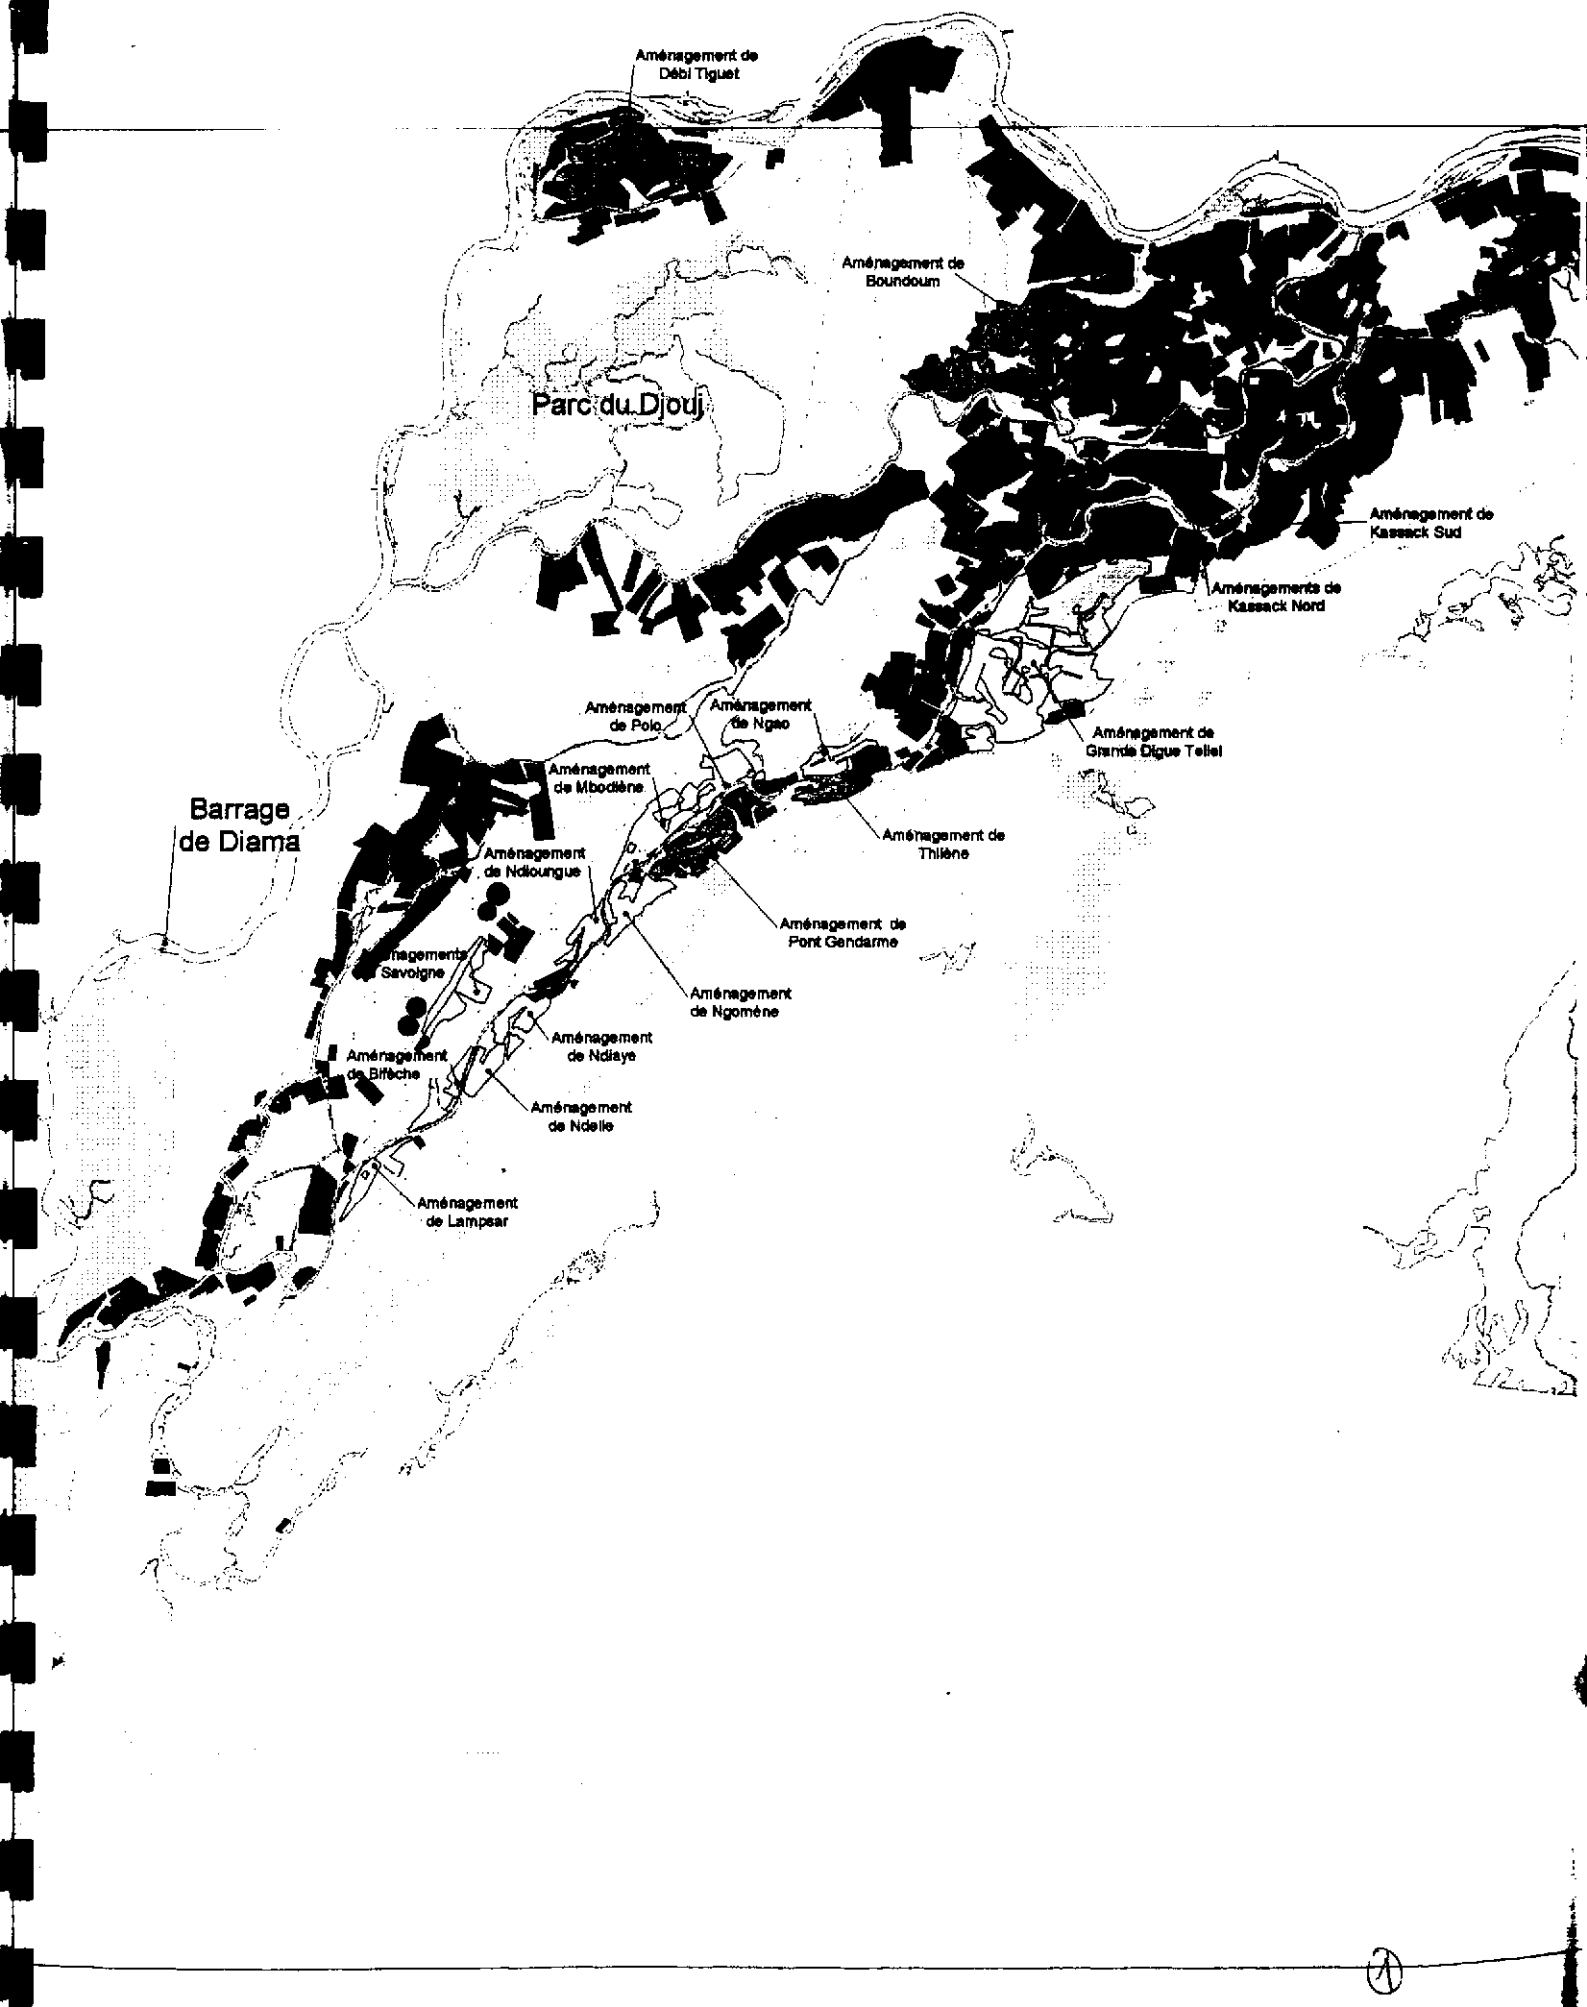 Aménagement de
Débi Tiguet
Aménagement de
Boundoum
Parc du Djouj
Aménagement de
Kassack Sud
Aménagements de
Kassack Nord
Aménagement
de Polo
Aménagement
de Ngao
Aménagement de
Grande Digue Tellel
Aménagement
de Mbodiène
Barrage
de Diama
Aménagement de
Thilène
Aménagement
de Ndioungue
Aménagement de
Pont Gendarme
nagements
Savoigne
Aménagement
de Ngomène
Aménagement
de Ndiaye
Aménagement
de Biffèche
Aménagement
de Ndelle
Aménagement
de Lampsar
1